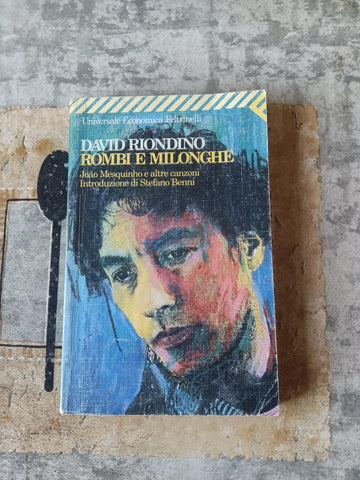 Universale Economica Feltrinelli
DAVID RIONDINO
ROMBI E MILONGHE
João Mesquinho e altre canzoni
Introduzione di Stefano Benni